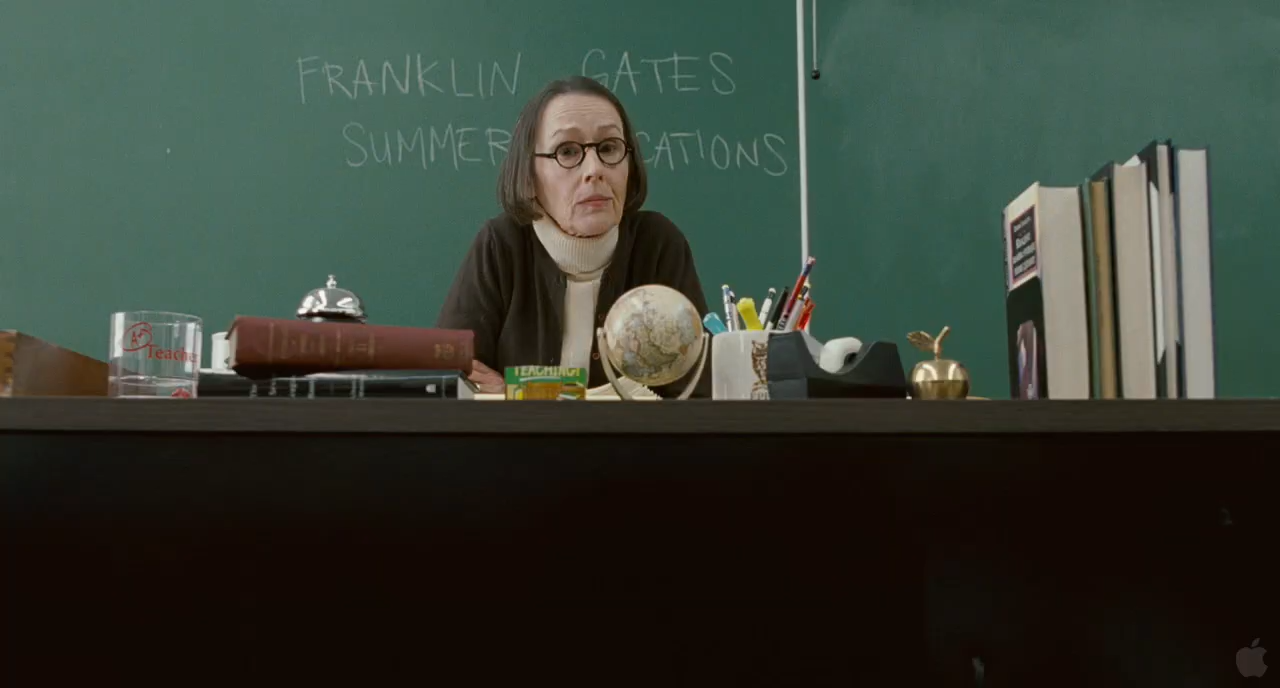 FRANKLIN GATES
SUMMER CATIONS
A+
Teacher
TEACHING!